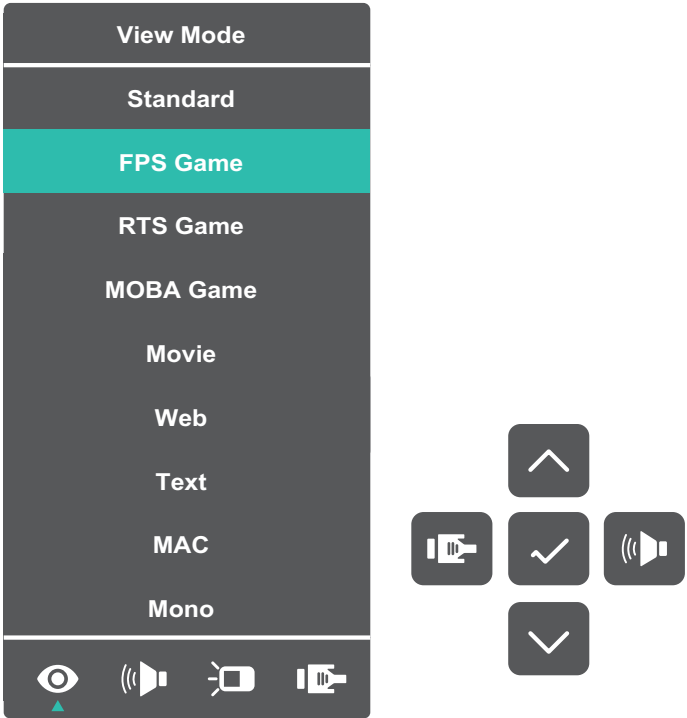 View Mode
Standard
FPS Game
RTS Game
MOBA Game
Movie
Web
Text
MAC
Mono